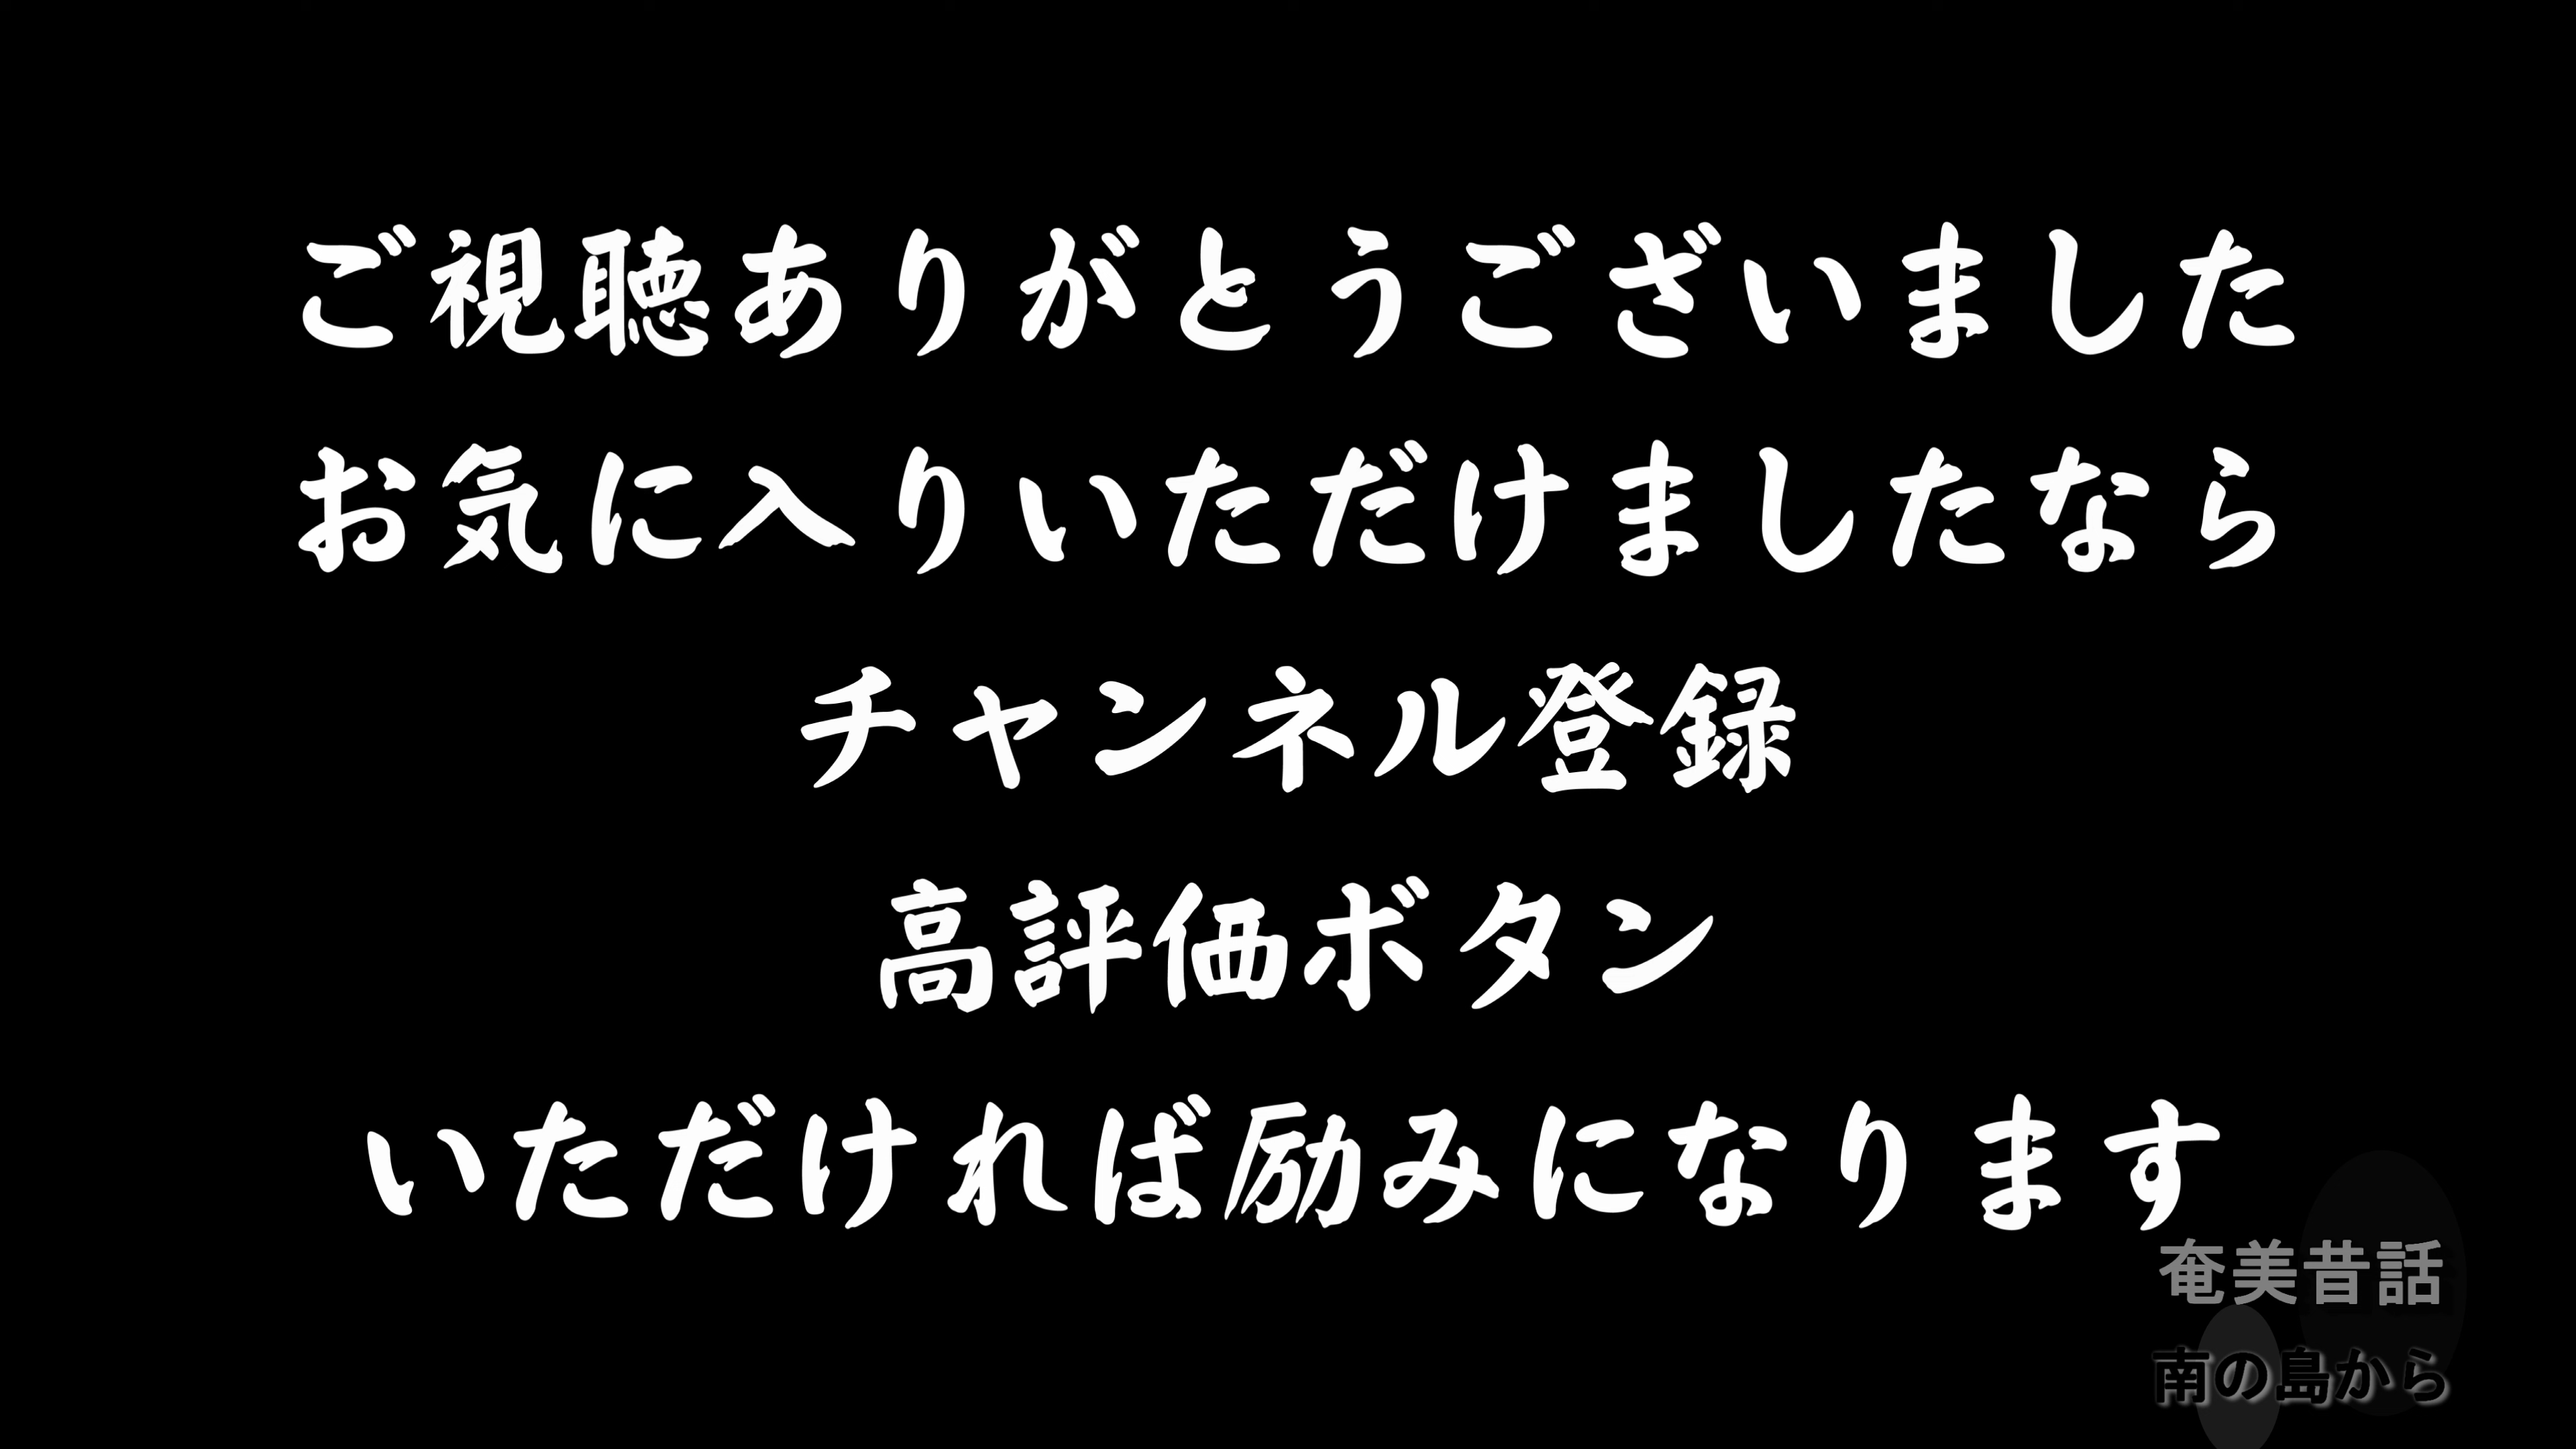 ご視聴ありがとうございました
お気に入りいただけましたなら
チャンネル登録
高評価ボタン
いただければ励みになります
奄美昔話
南の島から